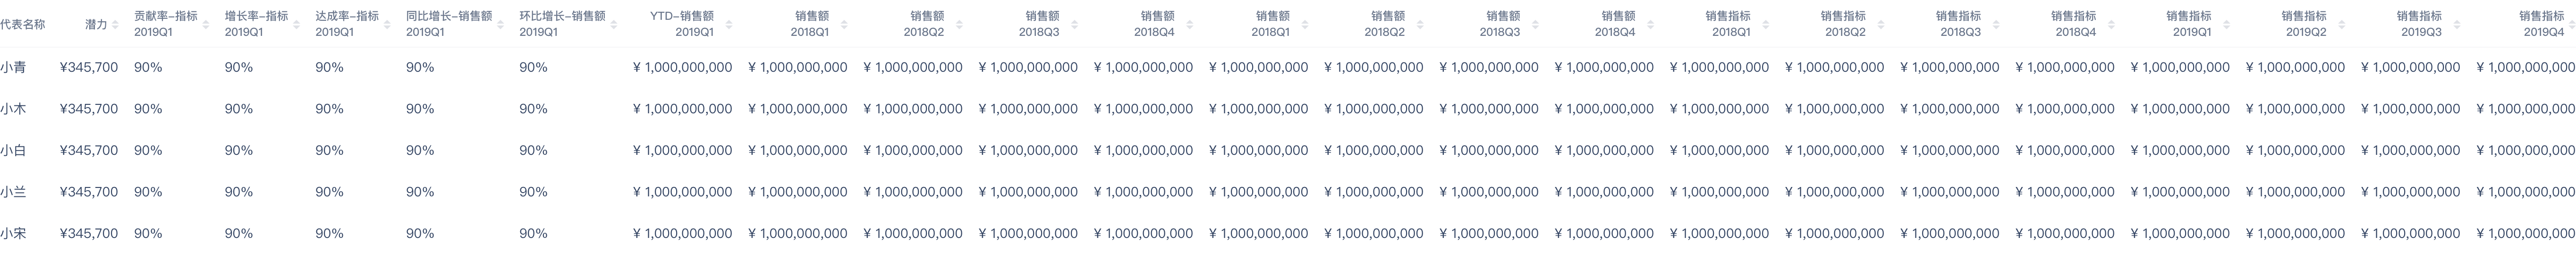 代表名称 潜力 贡献率-指标 2019Q1 增长率-指标 2019Q1 达成率-指标 2019Q1 同比增长-销售额 2019Q1 环比增长-销售额 2019Q1 YTD-销售额 2019Q1 销售额 2018Q1 销售额 2018Q2 销售额 2018Q3 销售额 2018Q4 销售额 2018Q1 销售额 2018Q2 销售额 2018Q3 销售额 2018Q4 销售指标 2018Q1 销售指标 2018Q2 销售指标 2018Q3 销售指标 2018Q4 销售指标 2019Q1 销售指标 2019Q2 销售指标 2019Q3 销售指标 2019Q4
小青 ¥345,700 90% 90% 90% 90% 90% ¥ 1,000,000,000 ¥ 1,000,000,000 ¥ 1,000,000,000 ¥ 1,000,000,000 ¥ 1,000,000,000 ¥ 1,000,000,000 ¥ 1,000,000,000 ¥ 1,000,000,000 ¥ 1,000,000,000 ¥ 1,000,000,000 ¥ 1,000,000,000 ¥ 1,000,000,000 ¥ 1,000,000,000 ¥ 1,000,000,000 ¥ 1,000,000,000 ¥ 1,000,000,000 ¥ 1,000,000,000
小木 ¥345,700 90% 90% 90% 90% 90% ¥ 1,000,000,000 ¥ 1,000,000,000 ¥ 1,000,000,000 ¥ 1,000,000,000 ¥ 1,000,000,000 ¥ 1,000,000,000 ¥ 1,000,000,000 ¥ 1,000,000,000 ¥ 1,000,000,000 ¥ 1,000,000,000 ¥ 1,000,000,000 ¥ 1,000,000,000 ¥ 1,000,000,000 ¥ 1,000,000,000 ¥ 1,000,000,000 ¥ 1,000,000,000 ¥ 1,000,000,000
小白 ¥345,700 90% 90% 90% 90% 90% ¥ 1,000,000,000 ¥ 1,000,000,000 ¥ 1,000,000,000 ¥ 1,000,000,000 ¥ 1,000,000,000 ¥ 1,000,000,000 ¥ 1,000,000,000 ¥ 1,000,000,000 ¥ 1,000,000,000 ¥ 1,000,000,000 ¥ 1,000,000,000 ¥ 1,000,000,000 ¥ 1,000,000,000 ¥ 1,000,000,000 ¥ 1,000,000,000 ¥ 1,000,000,000 ¥ 1,000,000,000
小兰 ¥345,700 90% 90% 90% 90% 90% ¥ 1,000,000,000 ¥ 1,000,000,000 ¥ 1,000,000,000 ¥ 1,000,000,000 ¥ 1,000,000,000 ¥ 1,000,000,000 ¥ 1,000,000,000 ¥ 1,000,000,000 ¥ 1,000,000,000 ¥ 1,000,000,000 ¥ 1,000,000,000 ¥ 1,000,000,000 ¥ 1,000,000,000 ¥ 1,000,000,000 ¥ 1,000,000,000 ¥ 1,000,000,000 ¥ 1,000,000,000
小宋 ¥345,700 90% 90% 90% 90% 90% ¥ 1,000,000,000 ¥ 1,000,000,000 ¥ 1,000,000,000 ¥ 1,000,000,000 ¥ 1,000,000,000 ¥ 1,000,000,000 ¥ 1,000,000,000 ¥ 1,000,000,000 ¥ 1,000,000,000 ¥ 1,000,000,000 ¥ 1,000,000,000 ¥ 1,000,000,000 ¥ 1,000,000,000 ¥ 1,000,000,000 ¥ 1,000,000,000 ¥ 1,000,000,000 ¥ 1,000,000,000